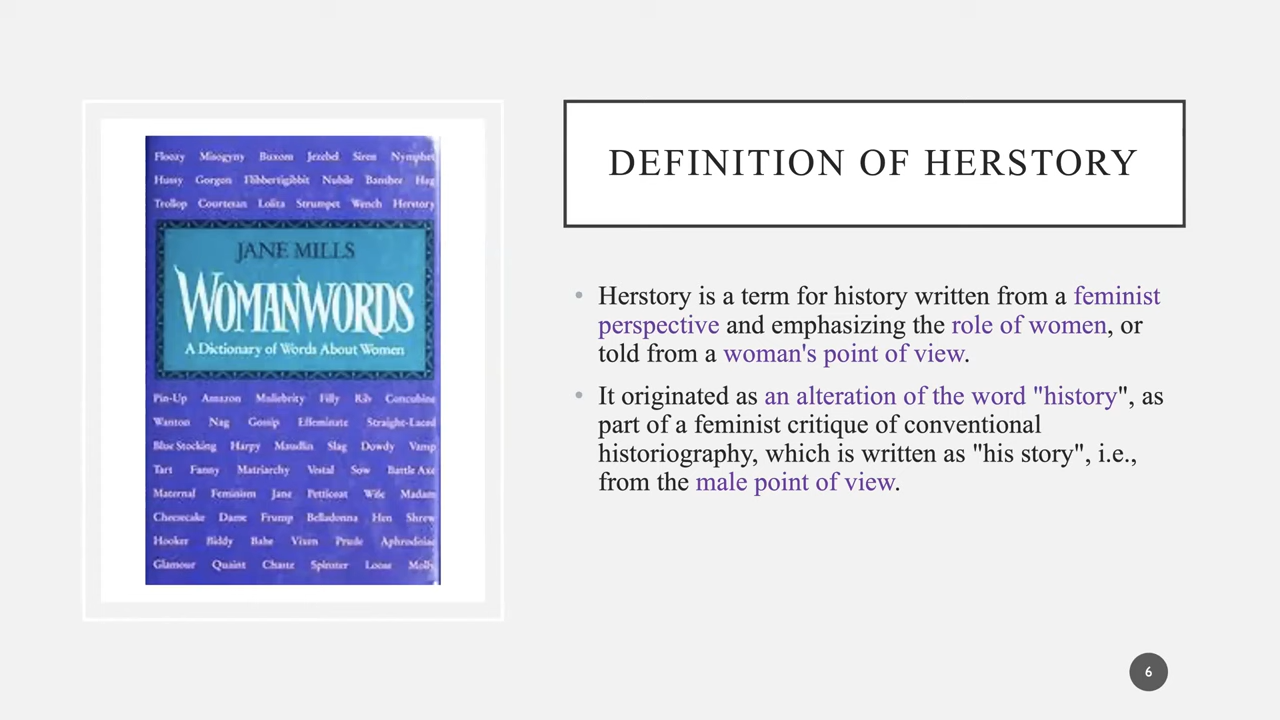 Floozy Misogyny Buxom Jezebel Siren Nymphet
Hussy Gorgon Flibbertigibbit Nubile Banshee Hag
Trollop Courtesan Lolita Strumpet Wench Herstory
JANE MILLS
WOMANWORDS
A Dictionary of Words About Women
Pin-Up Amazon Muliebrity Filly Rib Concubine
Wanton Nag Gossip Effeminate Straight-Laced
Blue Stocking Harpy Maudlin Slag Dowdy Vamp
Tart Fanny Matriarchy Vestal Sow Battle Axe
Maternal Feminism Jane Petticoat Wife Madam
Cheesecake Dame Frump Belladonna Hen Shrew
Hooker Biddy Babe Vixen Prude Aphrodisiac
Glamour Quaint Chaste Spinster Loose Molly
DEFINITION OF HERSTORY
• Herstory is a term for history written from a feminist
perspective and emphasizing the role of women, or
told from a woman's point of view.
• It originated as an alteration of the word "history", as
part of a feminist critique of conventional
historiography, which is written as "his story", i.e.,
from the male point of view.
6